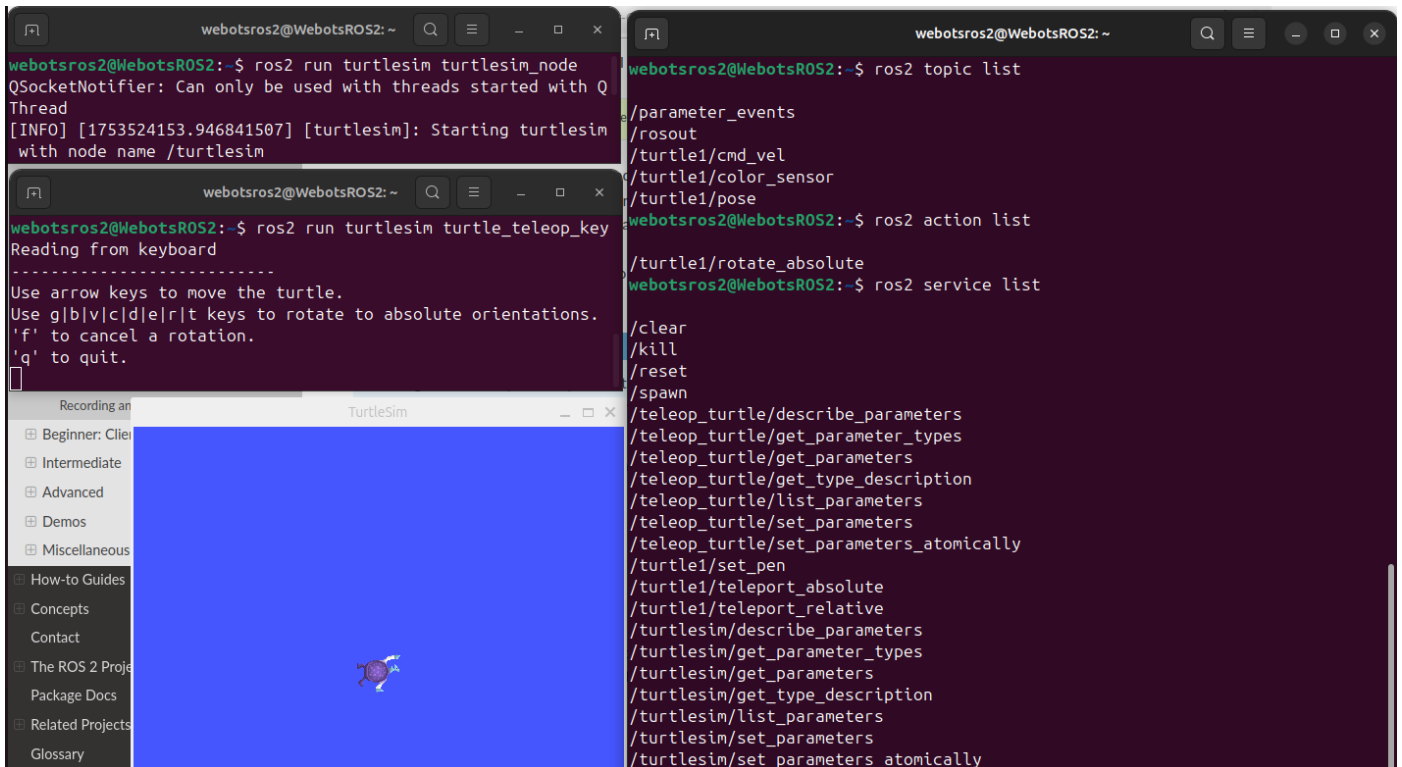 webotsros2@WebotsROS2: ~
webotsros2@WebotsROS2:~$ ros2 run turtlesim turtlesim_node
QSocketNotifier: Can only be used with threads started with Q
Thread
[INFO] [1753524153.946841507] [turtlesim]: Starting turtlesim
with node name /turtlesim
webotsros2@WebotsROS2: ~
webotsros2@WebotsROS2:~$ ros2 run turtlesim turtle_teleop_key
Reading from keyboard
---------------------------
Use arrow keys to move the turtle.
Use g|b|v|c|d|e|r|t keys to rotate to absolute orientations.
'f' to cancel a rotation.
'q' to quit.
Recording an
Beginner: Clie
Intermediate
Advanced
Demos
Miscellaneous
How-to Guides
Concepts
Contact
The ROS 2 Proje
Package Docs
Related Projects
Glossary
TurtleSim
webotsros2@WebotsROS2: ~
webotsros2@WebotsROS2:~$ ros2 topic list
/parameter_events
/rosout
/turtle1/cmd_vel
/turtle1/color_sensor
/turtle1/pose
webotsros2@WebotsROS2:~$ ros2 action list
/turtle1/rotate_absolute
webotsros2@WebotsROS2:~$ ros2 service list
/clear
/kill
/reset
/spawn
/teleop_turtle/describe_parameters
/teleop_turtle/get_parameter_types
/teleop_turtle/get_parameters
/teleop_turtle/get_type_description
/teleop_turtle/list_parameters
/teleop_turtle/set_parameters
/teleop_turtle/set_parameters_atomically
/turtle1/set_pen
/turtle1/teleport_absolute
/turtle1/teleport_relative
/turtlesim/describe_parameters
/turtlesim/get_parameter_types
/turtlesim/get_parameters
/turtlesim/get_type_description
/turtlesim/list_parameters
/turtlesim/set_parameters
/turtlesim/set_parameters_atomically